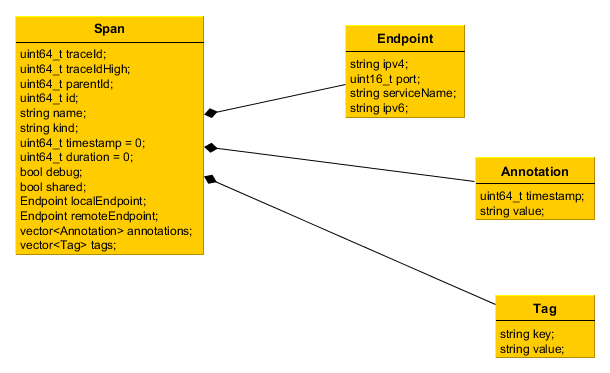 Span
uint64_t traceId;
uint64_t traceIdHigh;
uint64_t parentId;
uint64_t id;
string name;
string kind;
uint64_t timestamp = 0;
uint64_t duration = 0;
bool debug;
bool shared;
Endpoint localEndpoint;
Endpoint remoteEndpoint;
vector<Annotation> annotations;
vector<Tag> tags;
Endpoint
string ipv4;
uint16_t port;
string serviceName;
string ipv6;
Annotation
uint64_t timestamp;
string value;
Tag
string key;
string value;